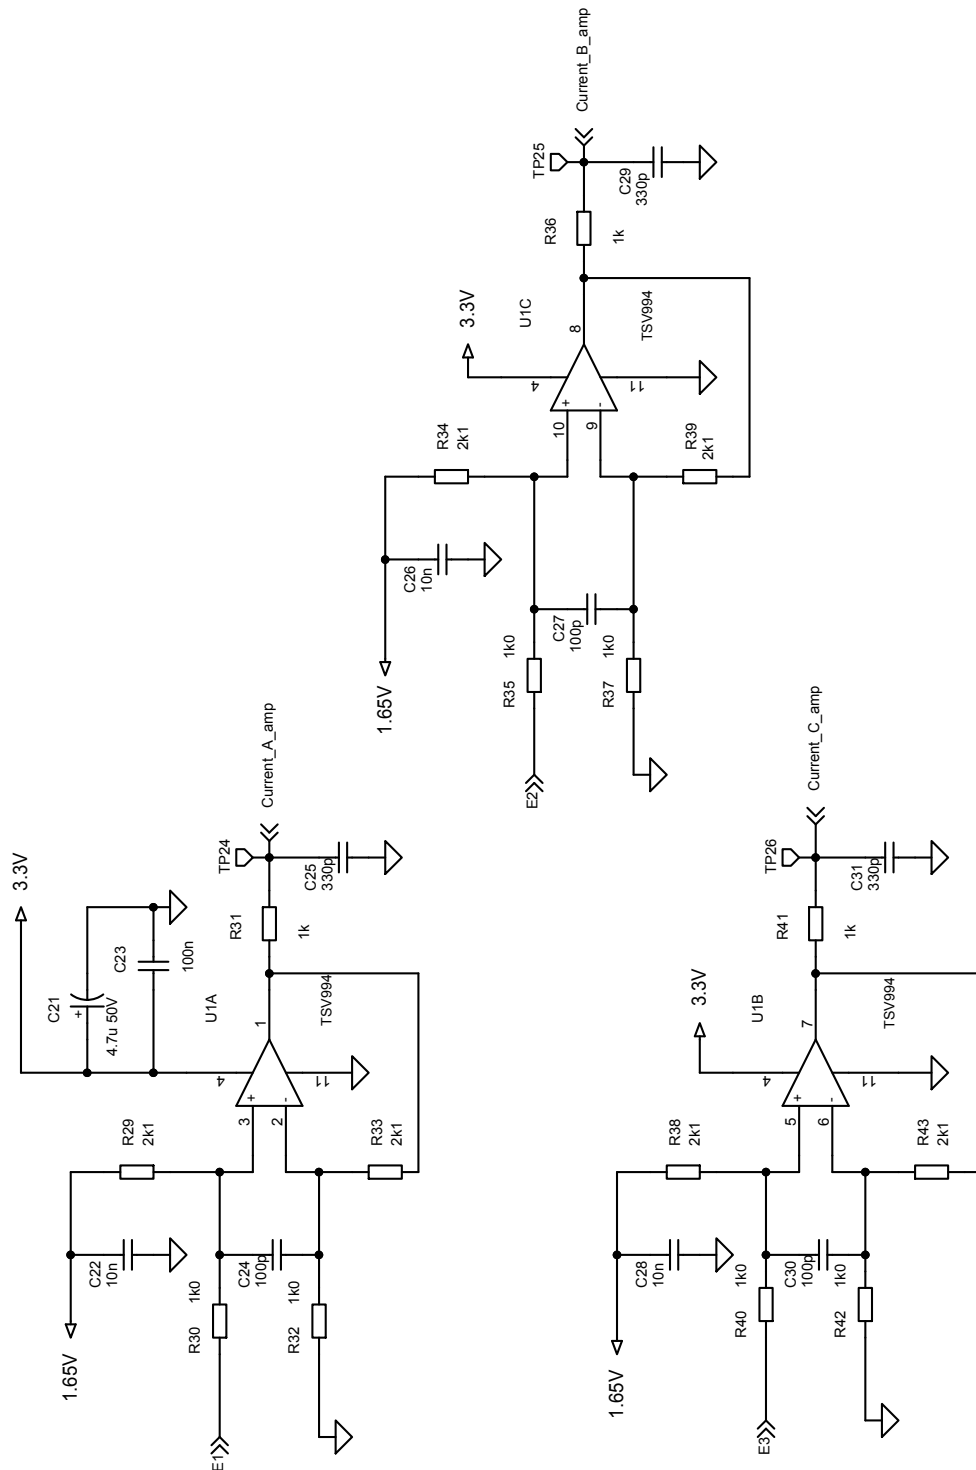 3.3V
C21
+
4.7u 50V
C23
100n
1.65V
C22
10n
R29
2k1
E1
R30
1k0
C24
100p
R32
1k0
R33
2k1
3
2
+
-
4
11
1
U1A
TSV994
R31
1k
TP24
C25
330p
Current_A_amp
1.65V
C26
10n
R34
2k1
3.3V
E2
R35
1k0
C27
100p
R37
1k0
R39
2k1
10
9
+
-
4
11
8
U1C
TSV994
R36
1k
TP25
C29
330p
Current_B_amp
1.65V
C28
10n
R38
2k1
3.3V
E3
R40
1k0
C30
100p
R42
1k0
R43
2k1
5
6
+
-
4
11
7
U1B
TSV994
R41
1k
TP26
C31
330p
Current_C_amp